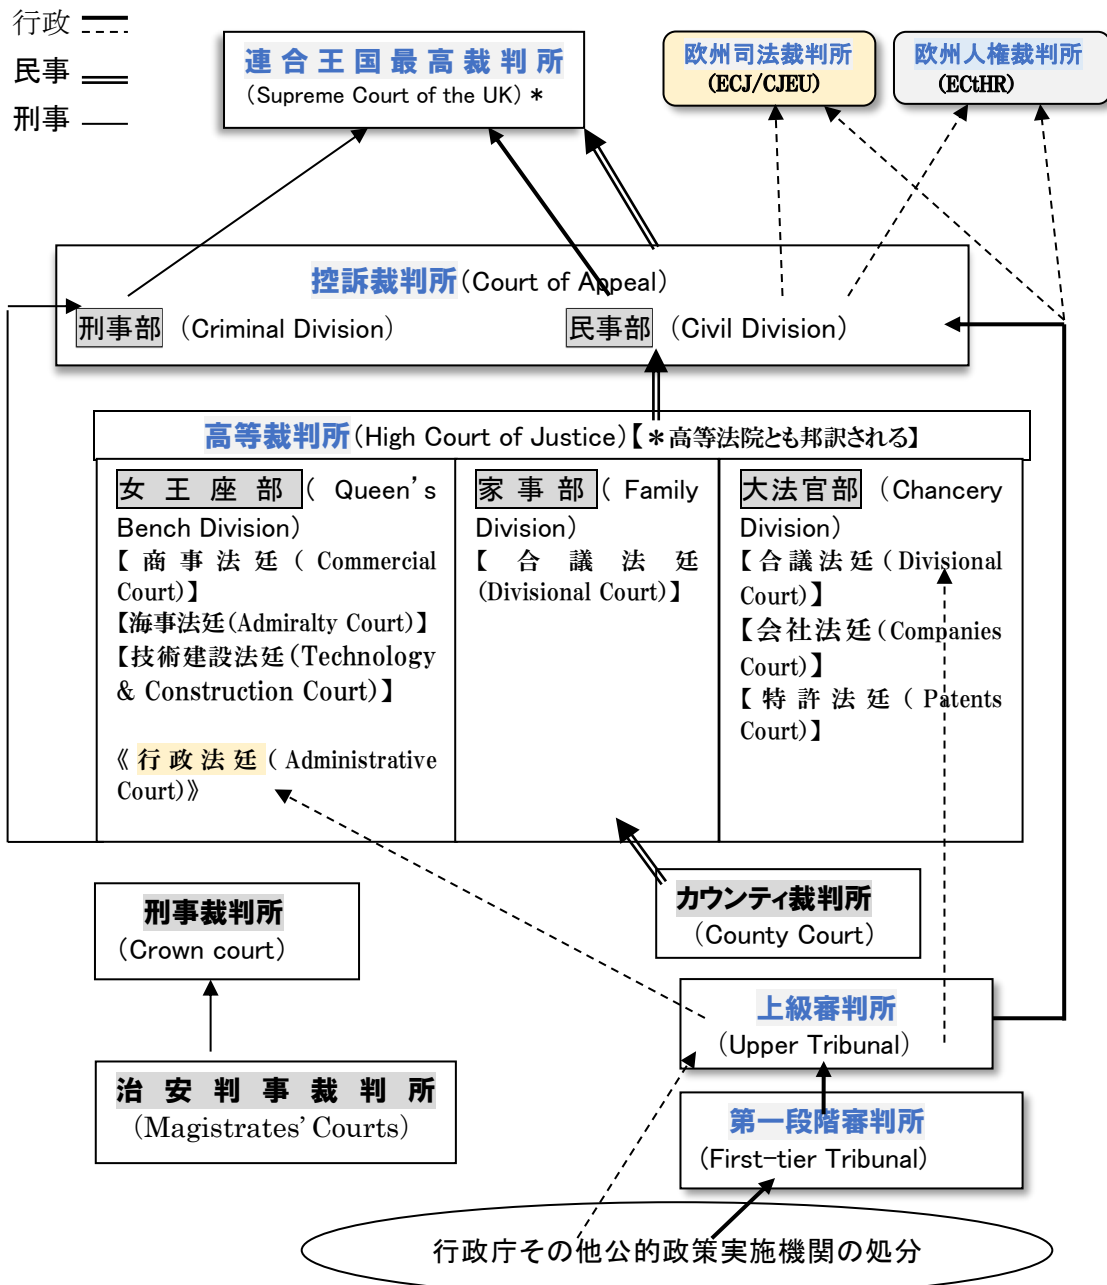 行政
民事
刑事
連合王国最高裁判所
(Supreme Court of the UK) *
欧州司法裁判所
(ECJ/CJEU)
欧州人権裁判所
(ECtHR)
控訴裁判所(Court of Appeal)
刑事部 (Criminal Division)
民事部 (Civil Division)
高等裁判所(High Court of Justice)【*高等法院とも邦訳される】
女王座部 ( Queen's
Bench Division)
【商事法廷( Commercial
Court)】
【海事法廷(Admiralty Court)】
【技術建設法廷(Technology
& Construction Court)】
《行政法廷( Administrative
Court)》
家事部 ( Family
Division)
【合議法廷
(Divisional Court)】
大法官部 (Chancery
Division)
【合議法廷(Divisional
Court)】
【会社法廷(Companies
Court)】
【特許法廷( Patents
Court)】
刑事裁判所
(Crown court)
カウンティ裁判所
(County Court)
上級審判所
(Upper Tribunal)
治安判事裁判所
(Magistrates' Courts)
第一段階審判所
(First-tier Tribunal)
行政庁その他公的政策実施機関の処分